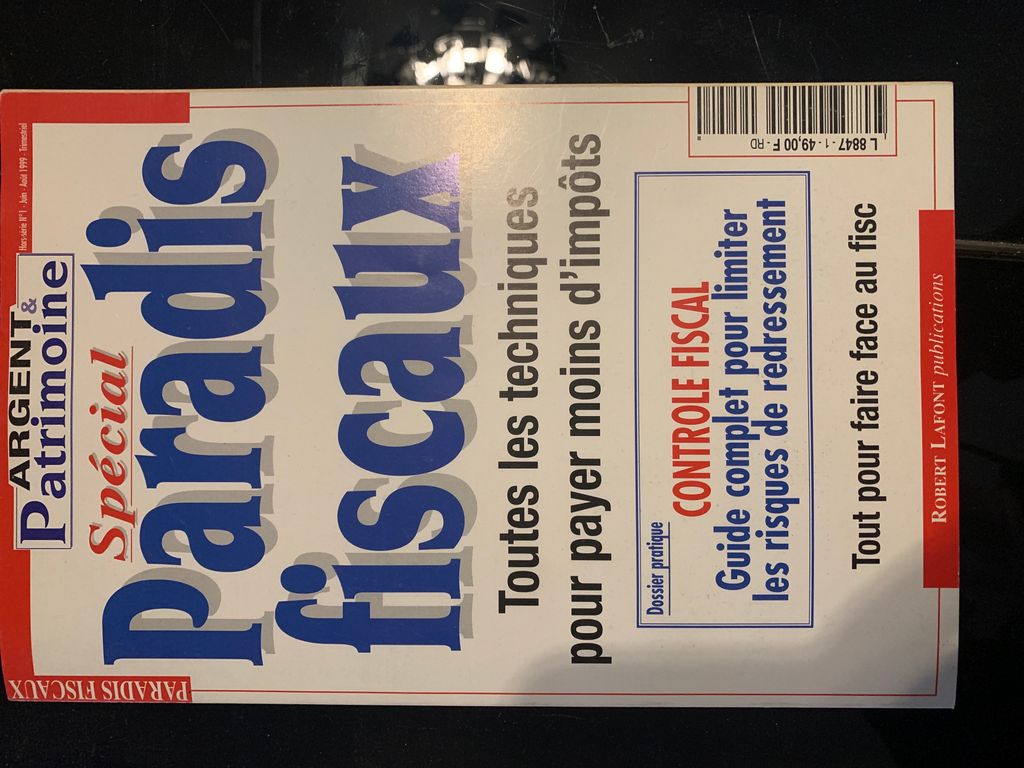 Hors-série N°1 - Juin - Août 1999 - Trimestriel
ARGENT &
Patrimoine
PARADIS FISCAUX
Spécial
Paradis
fiscaux
Toutes les techniques
pour payer moins d'impôts
Dossier pratique
CONTROLE FISCAL
Guide complet pour limiter
les risques de redressement
L 8847 - 1 - 49,00 F - RD
Tout pour faire face au fisc
ROBERT LAFONT publications